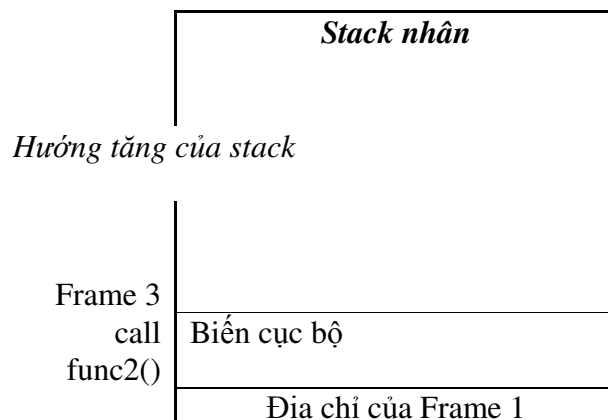 Stack nhân
Hướng tăng của stack
Frame 3
call
func2()
Biến cục bộ
Địa chỉ của Frame 1